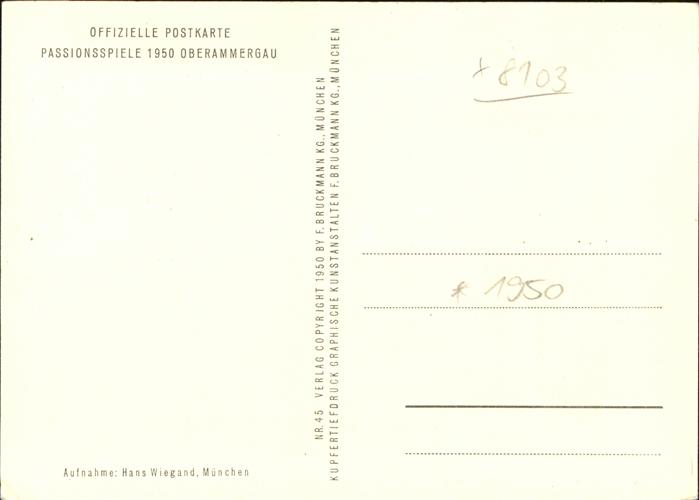 OFFIZIELLE POSTKARTE
PASSIONSSPIELE 1950 OBERAMMERGAU
NR. 45 VERLAG COPYRIGHT 1950 BY F. BRUCKMANN KG., MÜNCHEN
KUPFERTIEFDRUCK GRAPHISCHE KUNSTANSTALTEN F. BRUCKMANN KG., MÜNCHEN
* 8103
* 1950
Aufnahme: Hans Wiegand, München